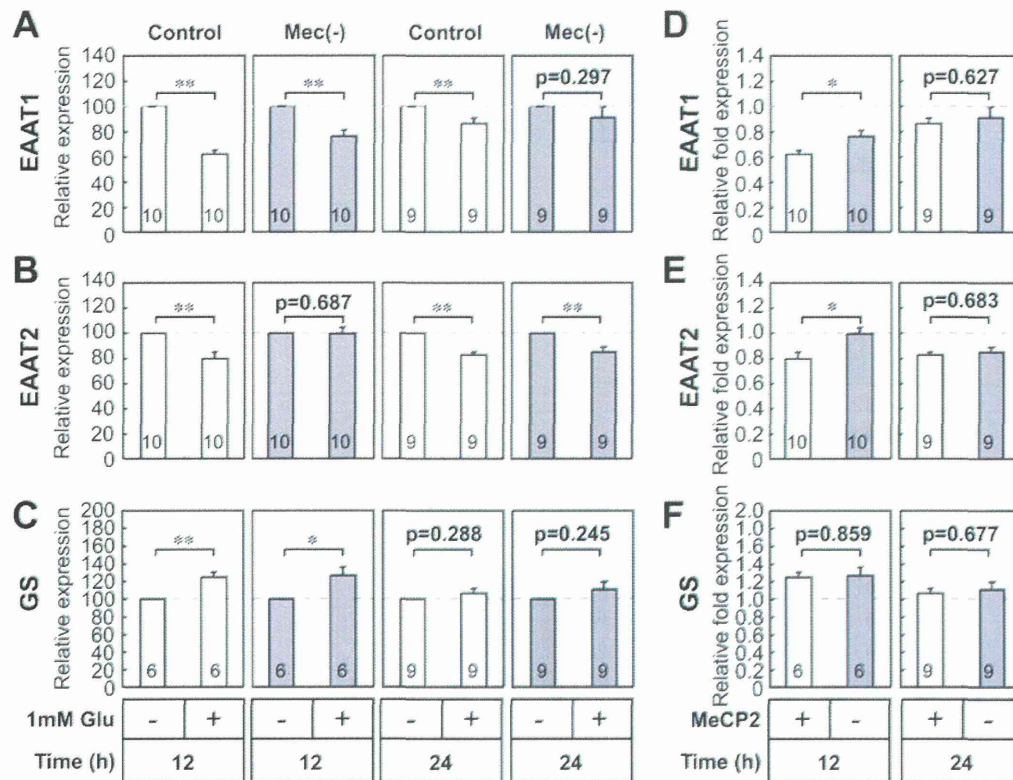 A Control Mec(-) Control Mec(-) D
EAAT1
Relative expression
140
120
100
80
60
40
20
0
** ** ** p=0.297
10 10 10 10 9 9 9 9
EAAT1
Relative fold expression
1.4
1.2
1.0
0.8
0.6
0.4
0.2
0
* p=0.627
10 10 9 9
B
EAAT2
Relative expression
140
120
100
80
60
40
20
0
** p=0.687 ** **
10 10 10 10 9 9 9 9
E
EAAT2
Relative fold expression
1.4
1.2
1.0
0.8
0.6
0.4
0.2
0
* p=0.683
10 10 9 9
C
GS
Relative expression
200
180
160
140
120
100
80
60
40
20
0
** * p=0.288 p=0.245
6 6 6 6 9 9 9 9
F
GS
Relative fold expression
2.0
1.8
1.6
1.4
1.2
1.0
0.8
0.6
0.4
0.2
0
p=0.859 p=0.677
6 6 9 9
1mM Glu - + - + - + - +
Time (h) 12 12 24 24
MeCP2 + - + -
Time (h) 12 24